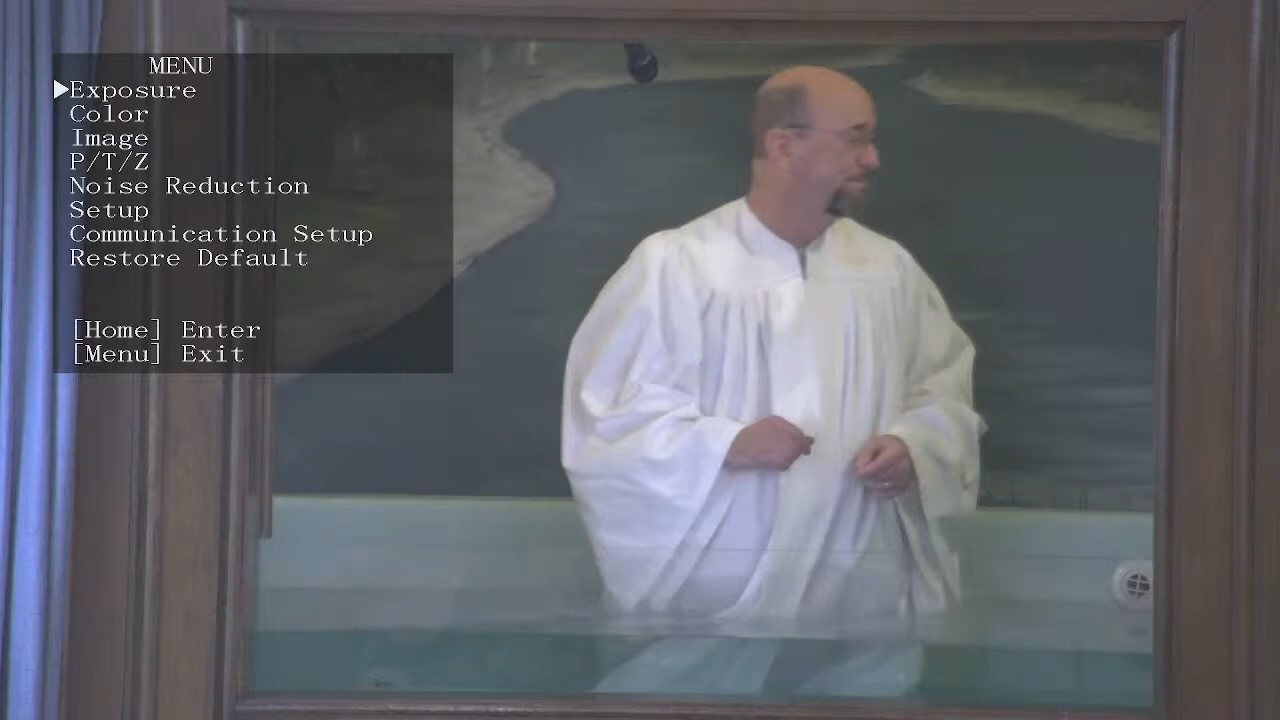 MENU
Exposure
Color
Image
P/T/Z
Noise Reduction
Setup
Communication Setup
Restore Default
[Home] Enter
[Menu] Exit